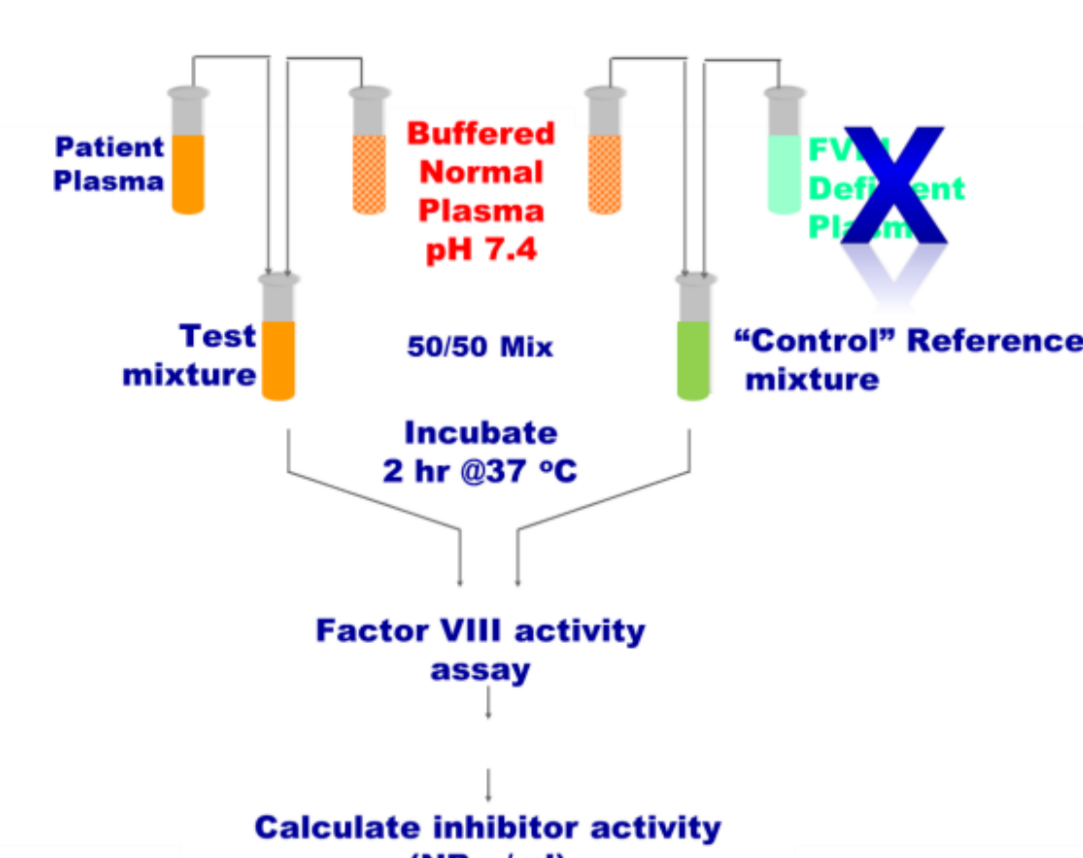 Patient
Plasma
Buffered
Normal
Plasma
pH 7.4
Test
mixture
50/50 Mix
“Control” Reference
mixture
Incubate
2 hr @37 ºC
Factor VIII activity
assay
Calculate inhibitor activity